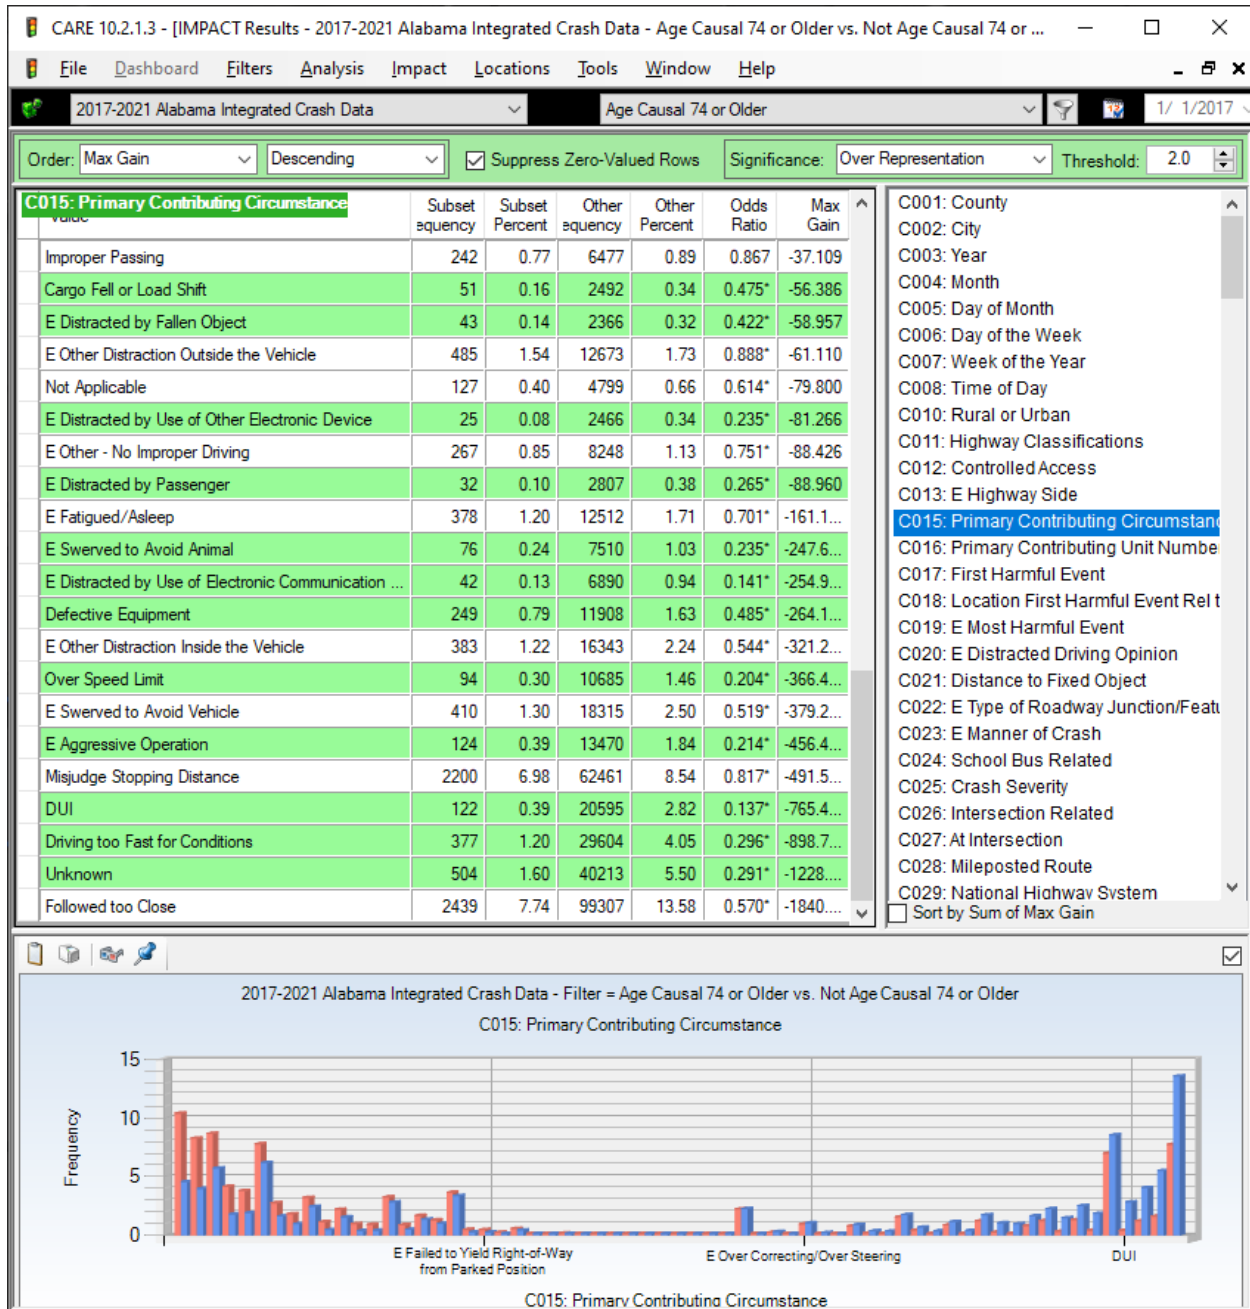 CARE 10.2.1.3 - [IMPACT Results - 2017-2021 Alabama Integrated Crash Data - Age Causal 74 or Older vs. Not Age Causal 74 or ...
File Dashboard Filters Analysis Impact Locations Tools Window Help
2017-2021 Alabama Integrated Crash Data Age Causal 74 or Older 1/ 1/2017
Order: Max Gain Descending Suppress Zero-Valued Rows Significance: Over Representation Threshold: 2.0
C015: Primary Contributing Circumstance
Subset equency Subset Percent Other equency Other Percent Odds Ratio Max Gain
Improper Passing 242 0.77 6477 0.89 0.867 -37.109
Cargo Fell or Load Shift 51 0.16 2492 0.34 0.475* -56.386
E Distracted by Fallen Object 43 0.14 2366 0.32 0.422* -58.957
E Other Distraction Outside the Vehicle 485 1.54 12673 1.73 0.888* -61.110
Not Applicable 127 0.40 4799 0.66 0.614* -79.800
E Distracted by Use of Other Electronic Device 25 0.08 2466 0.34 0.235* -81.266
E Other - No Improper Driving 267 0.85 8248 1.13 0.751* -88.426
E Distracted by Passenger 32 0.10 2807 0.38 0.265* -88.960
E Fatigued/Asleep 378 1.20 12512 1.71 0.701* -161.1...
E Swerved to Avoid Animal 76 0.24 7510 1.03 0.235* -247.6...
E Distracted by Use of Electronic Communication ... 42 0.13 6890 0.94 0.141* -254.9...
Defective Equipment 249 0.79 11908 1.63 0.485* -264.1...
E Other Distraction Inside the Vehicle 383 1.22 16343 2.24 0.544* -321.2...
Over Speed Limit 94 0.30 10685 1.46 0.204* -366.4...
E Swerved to Avoid Vehicle 410 1.30 18315 2.50 0.519* -379.2...
E Aggressive Operation 124 0.39 13470 1.84 0.214* -456.4...
Misjudge Stopping Distance 2200 6.98 62461 8.54 0.817* -491.5...
DUI 122 0.39 20595 2.82 0.137* -765.4...
Driving too Fast for Conditions 377 1.20 29604 4.05 0.296* -898.7...
Unknown 504 1.60 40213 5.50 0.291* -1228....
Followed too Close 2439 7.74 99307 13.58 0.570* -1840....
C001: County
C002: City
C003: Year
C004: Month
C005: Day of Month
C006: Day of the Week
C007: Week of the Year
C008: Time of Day
C010: Rural or Urban
C011: Highway Classifications
C012: Controlled Access
C013: E Highway Side
C015: Primary Contributing Circumstanc
C016: Primary Contributing Unit Numbe
C017: First Harmful Event
C018: Location First Harmful Event Rel t
C019: E Most Harmful Event
C020: E Distracted Driving Opinion
C021: Distance to Fixed Object
C022: E Type of Roadway Junction/Featu
C023: E Manner of Crash
C024: School Bus Related
C025: Crash Severity
C026: Intersection Related
C027: At Intersection
C028: Mileposted Route
C029: National Highway System
Sort by Sum of Max Gain
2017-2021 Alabama Integrated Crash Data - Filter = Age Causal 74 or Older vs. Not Age Causal 74 or Older
C015: Primary Contributing Circumstance
15
10
5
0
Frequency
E Failed to Yield Right-of-Way
from Parked Position
E Over Correcting/Over Steering
DUI
C015: Primary Contributing Circumstance